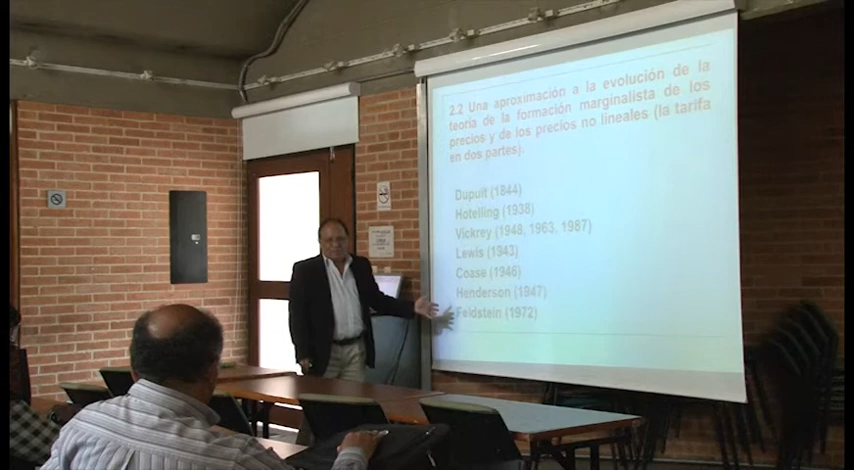 2.2 Una aproximación a la evolución de la
teoría de la formación marginalista de los
precios y de los precios no lineales (la tarifa
en dos partes).
Dupuit (1844)
Hotelling (1938)
Vickrey (1948, 1963, 1987)
Lewis (1943)
Coase (1946)
Henderson (1947)
Feldstein (1972)